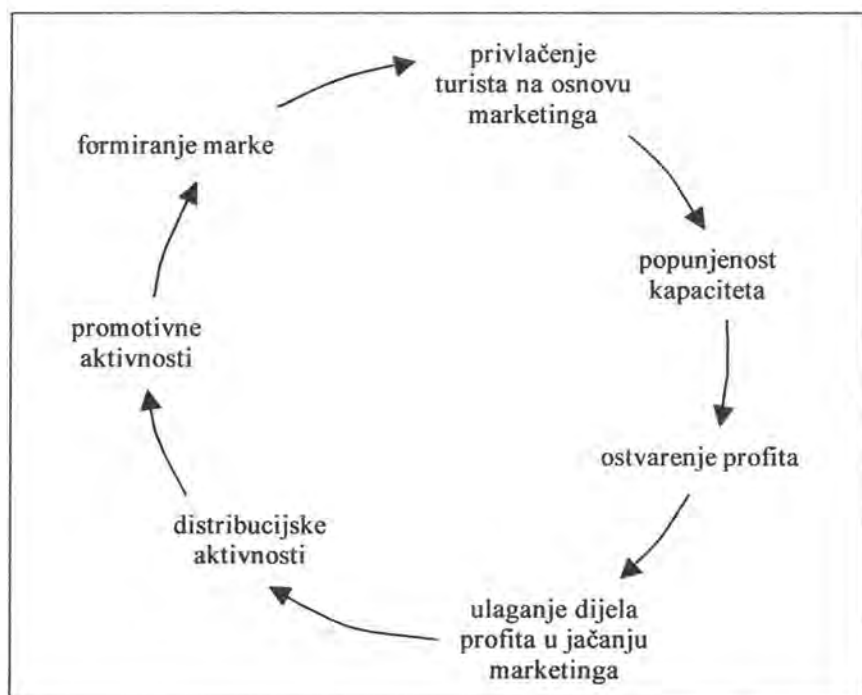 privlačenje
turista na osnovu
marketinga
popunjenost
kapaciteta
ostvarenje profita
ulaganje dijela
profita u jačanju
marketinga
distribucijske
aktivnosti
promotivne
aktivnosti
formiranje marke